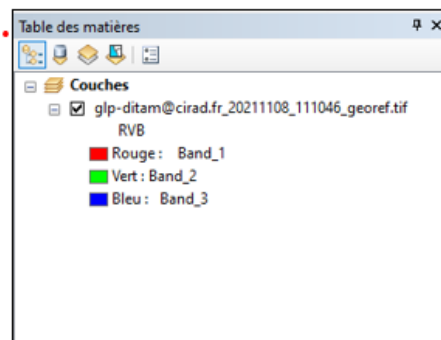 Table des matières
Couches
glp-ditam@cirad.fr_20211108_111046_georef.tif
RVB
Rouge : Band_1
Vert : Band_2
Bleu : Band_3